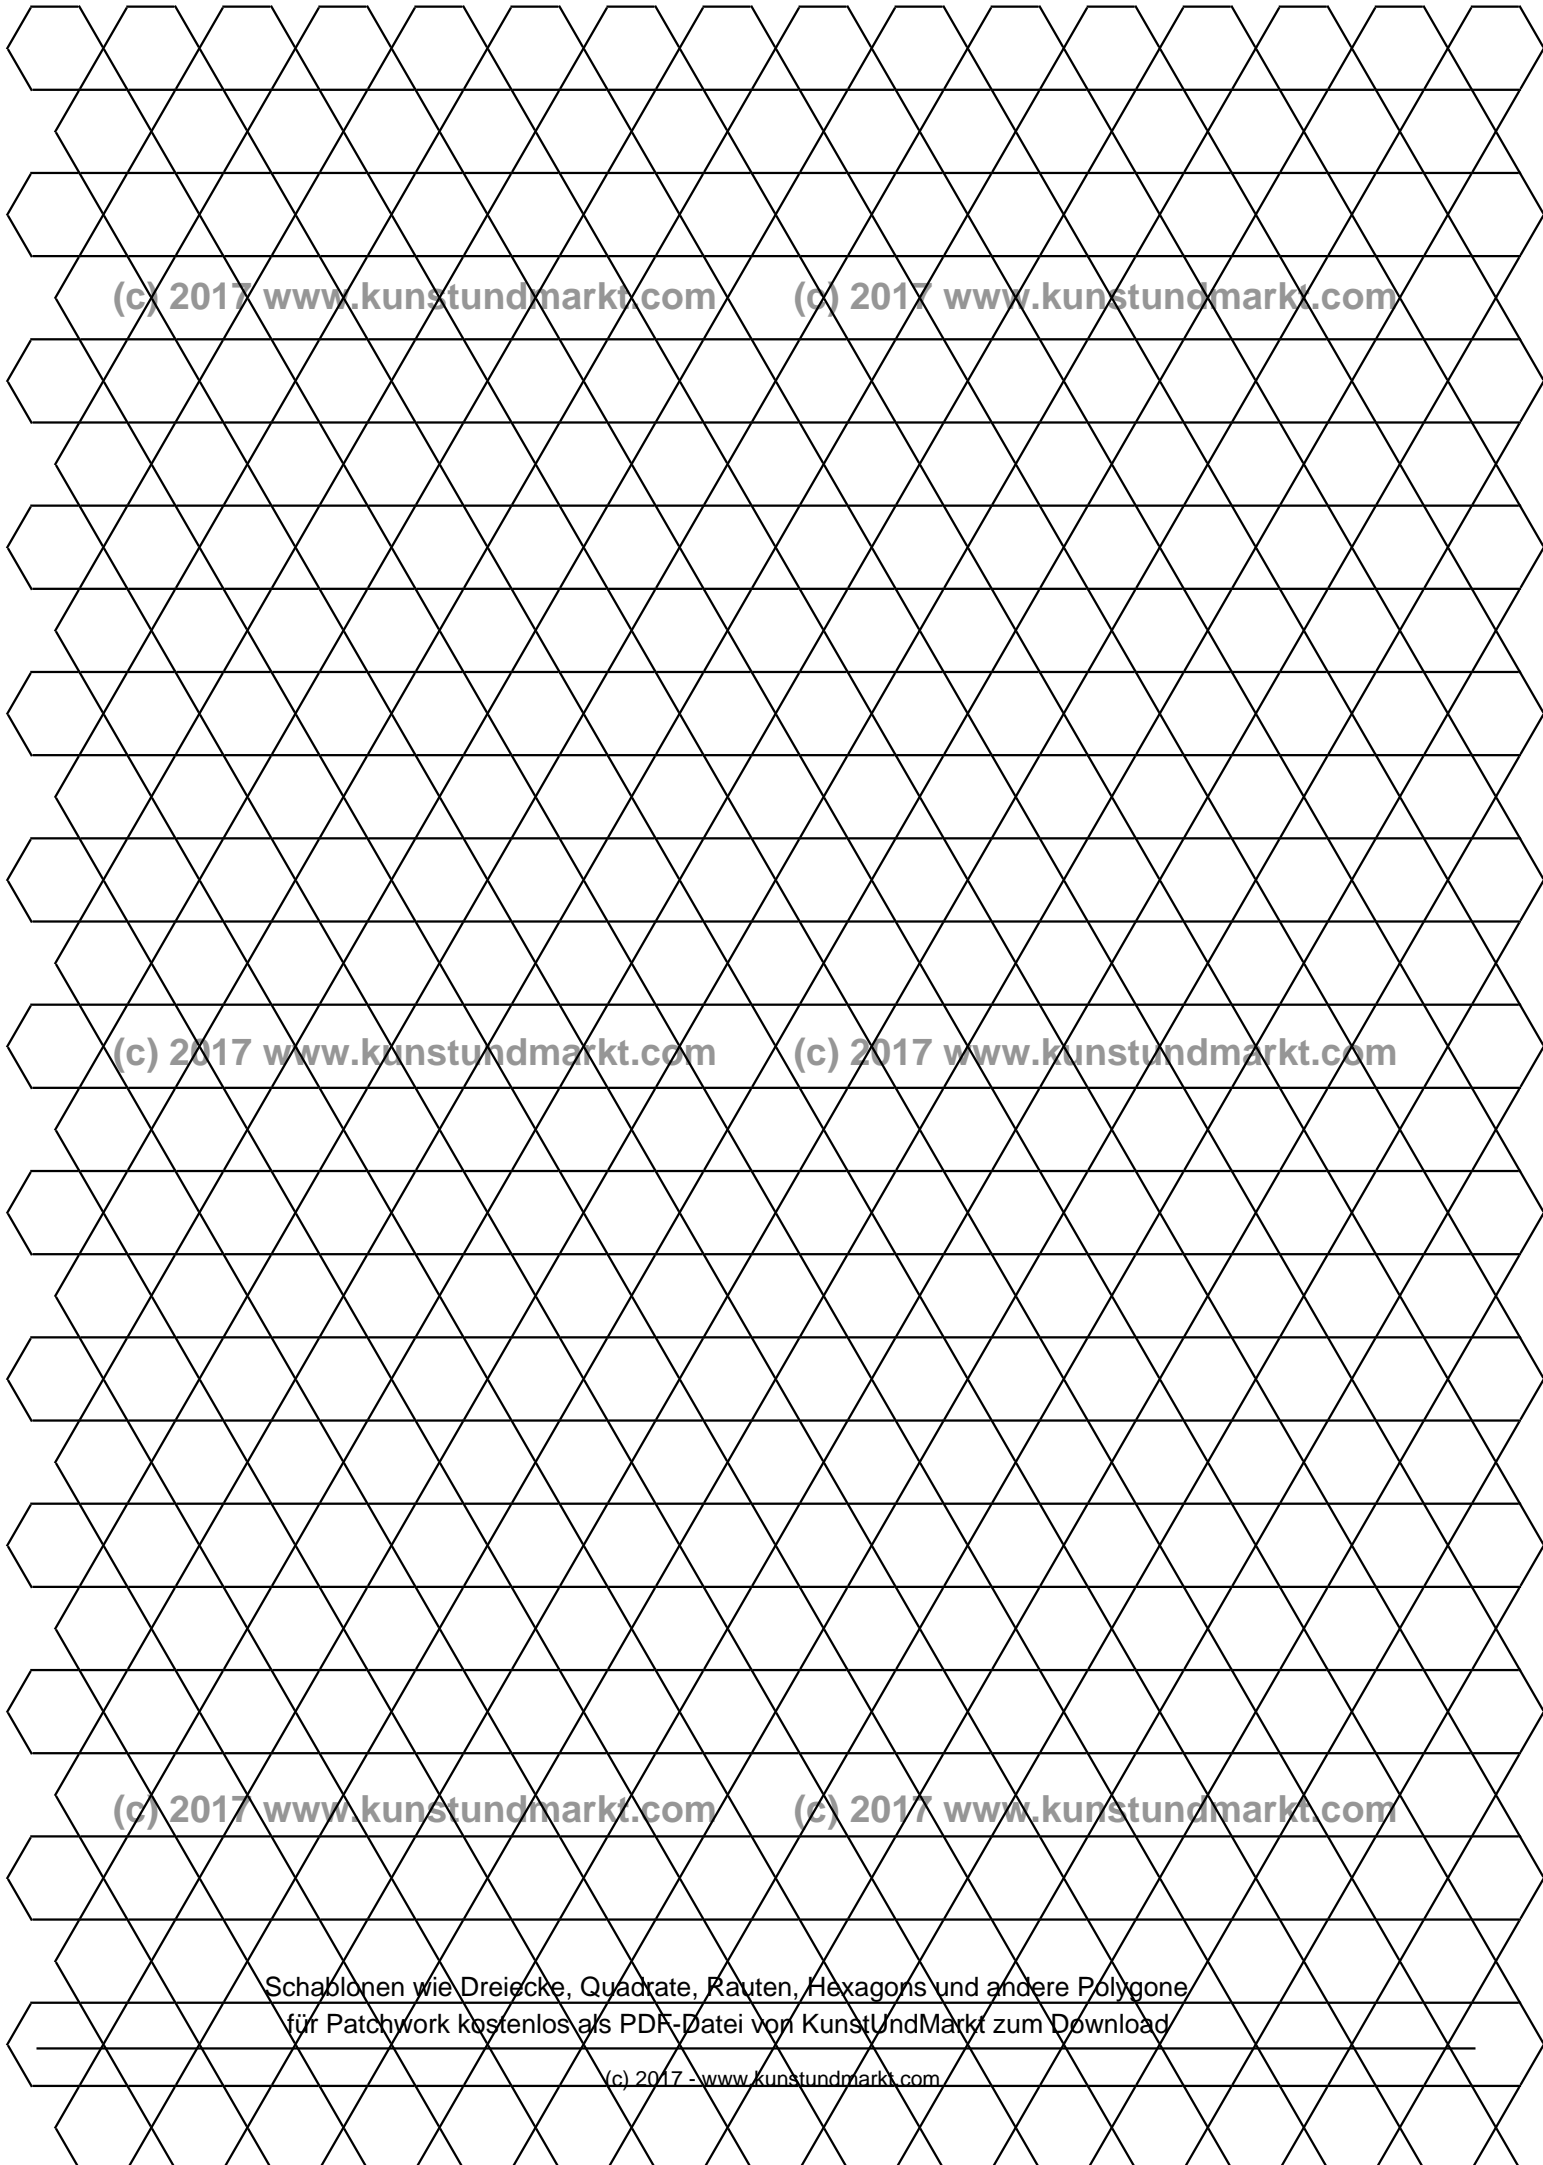 (c) 2017 www.kunstundmarkt.com (c) 2017 www.kunstundmarkt.com
(c) 2017 www.kunstundmarkt.com (c) 2017 www.kunstundmarkt.com
(c) 2017 www.kunstundmarkt.com (c) 2017 www.kunstundmarkt.com
Schablonen wie Dreiecke, Quadrate, Rauten, Hexagons und andere Polygone
für Patchwork kostenlos als PDF-Datei von KunstUndMarkt zum Download
(c) 2017 - www.kunstundmarkt.com